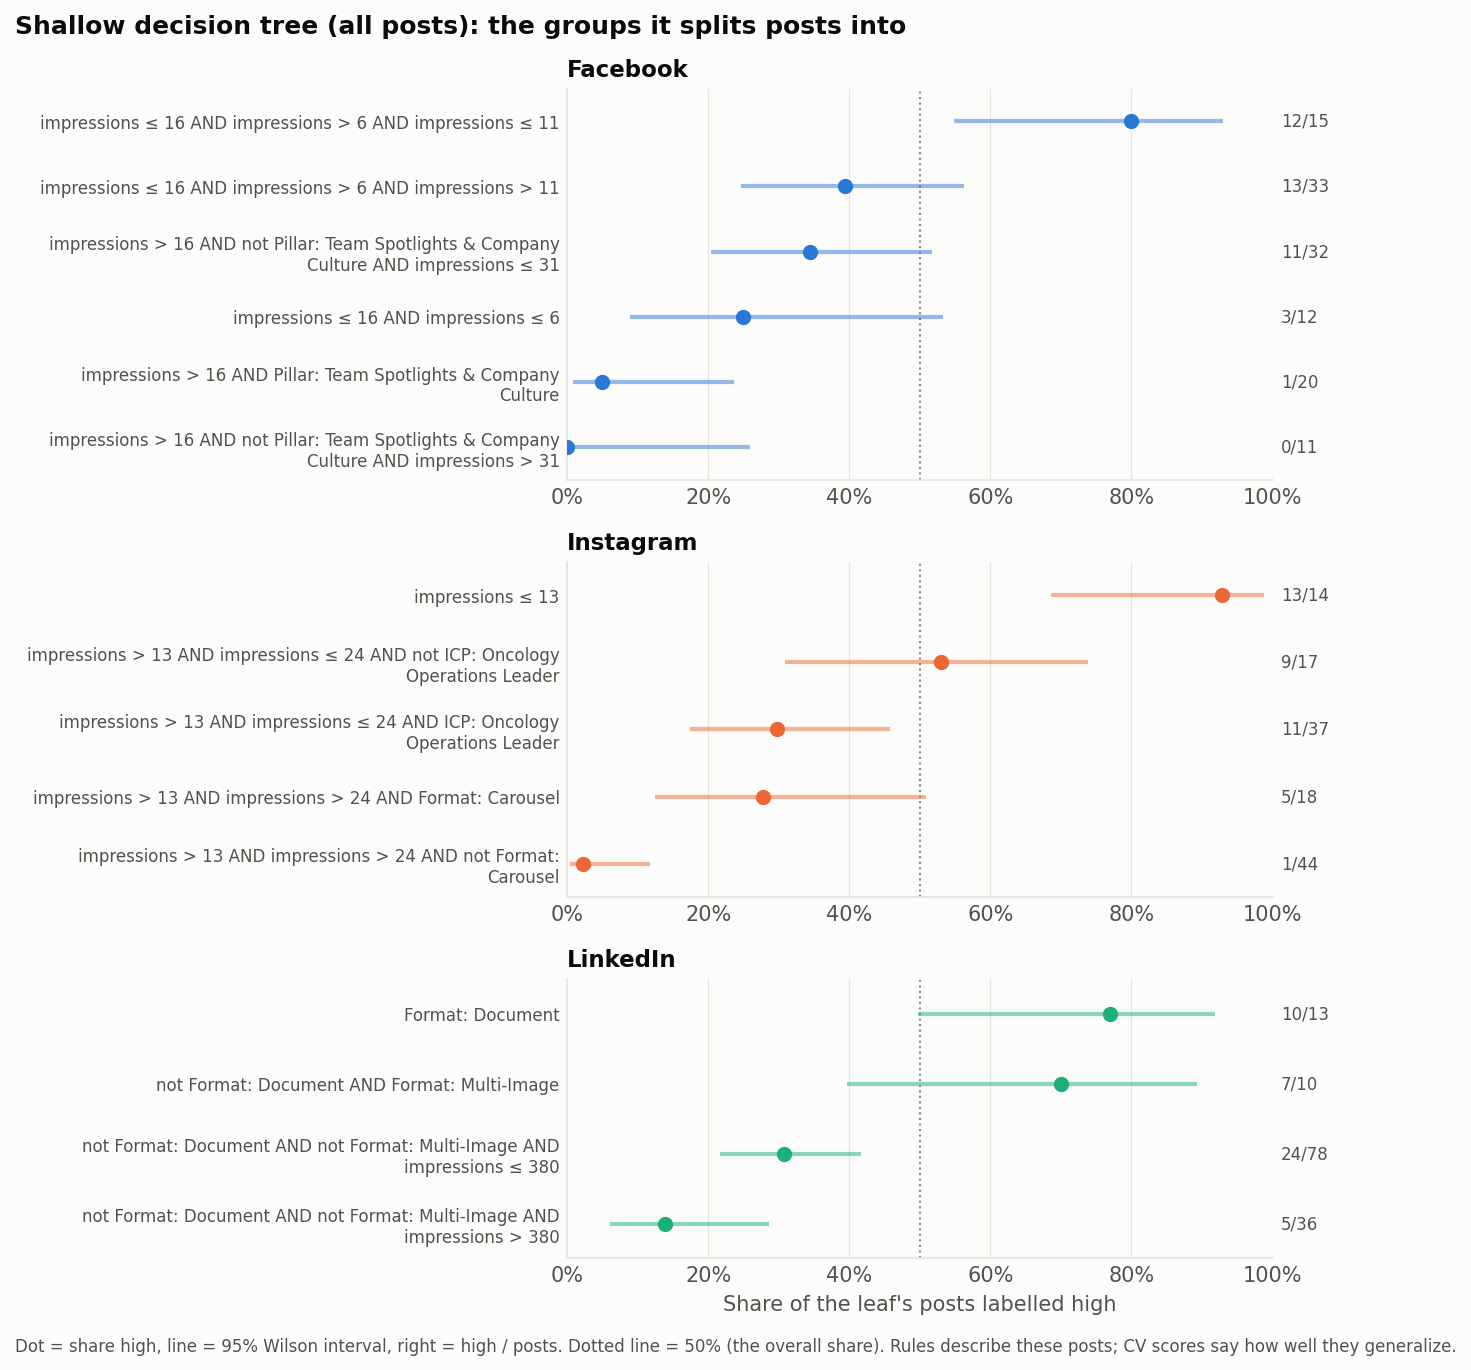 Shallow decision tree (all posts): the groups it splits posts into
Facebook
impressions ≤ 16 AND impressions > 6 AND impressions ≤ 11
12/15
impressions ≤ 16 AND impressions > 6 AND impressions > 11
13/33
impressions > 16 AND not Pillar: Team Spotlights & Company
Culture AND impressions ≤ 31
11/32
impressions ≤ 16 AND impressions ≤ 6
3/12
impressions > 16 AND Pillar: Team Spotlights & Company
Culture
1/20
impressions > 16 AND not Pillar: Team Spotlights & Company
Culture AND impressions > 31
0/11
0% 20% 40% 60% 80% 100%
Instagram
impressions ≤ 13
13/14
impressions > 13 AND impressions ≤ 24 AND not ICP: Oncology
Operations Leader
9/17
impressions > 13 AND impressions ≤ 24 AND ICP: Oncology
Operations Leader
11/37
impressions > 13 AND impressions > 24 AND Format: Carousel
5/18
impressions > 13 AND impressions > 24 AND not Format:
Carousel
1/44
0% 20% 40% 60% 80% 100%
LinkedIn
Format: Document
10/13
not Format: Document AND Format: Multi-Image
7/10
not Format: Document AND not Format: Multi-Image AND
impressions ≤ 380
24/78
not Format: Document AND not Format: Multi-Image AND
impressions > 380
5/36
0% 20% 40% 60% 80% 100%
Share of the leaf's posts labelled high
Dot = share high, line = 95% Wilson interval, right = high / posts. Dotted line = 50% (the overall share). Rules describe these posts; CV scores say how well they generalize.